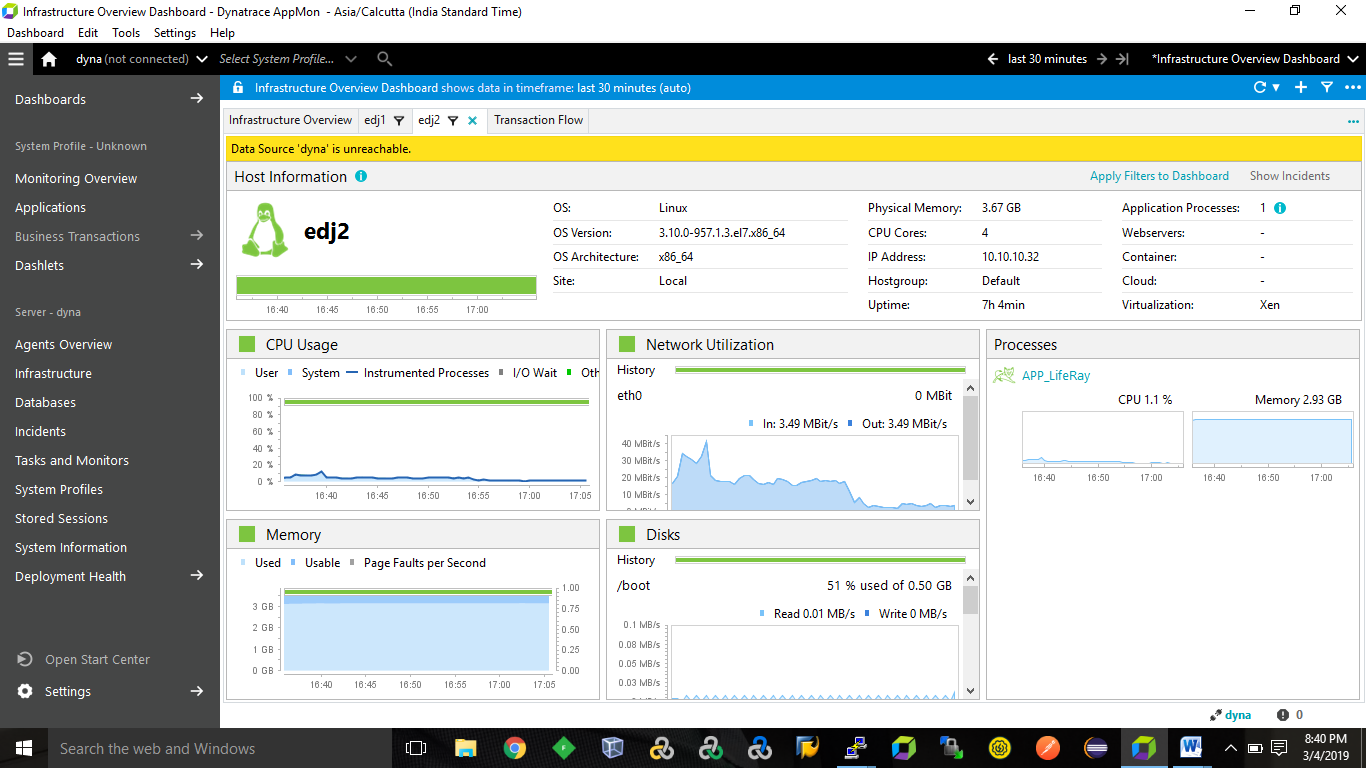 Infrastructure Overview Dashboard - Dynatrace AppMon - Asia/Calcutta (India Standard Time)
Dashboard Edit Tools Settings Help
dyna (not connected) Select System Profile... last 30 minutes *Infrastructure Overview Dashboard
Infrastructure Overview Dashboard shows data in timeframe: last 30 minutes (auto)
Dashboards
System Profile - Unknown
Monitoring Overview
Applications
Business Transactions
Dashlets
Server - dyna
Agents Overview
Infrastructure
Databases
Incidents
Tasks and Monitors
System Profiles
Stored Sessions
System Information
Deployment Health
Open Start Center
Settings
Infrastructure Overview edj1 edj2 Transaction Flow
Data Source 'dyna' is unreachable.
Host Information Apply Filters to Dashboard Show Incidents
edj2
16:40 16:45 16:50 16:55 17:00
OS: Linux
OS Version: 3.10.0-957.1.3.el7.x86_64
OS Architecture: x86_64
Site: Local
Physical Memory: 3.67 GB
CPU Cores: 4
IP Address: 10.10.10.32
Hostgroup: Default
Uptime: 7h 4min
Application Processes: 1
Webservers: -
Container: -
Cloud: -
Virtualization: Xen
CPU Usage
User System Instrumented Processes I/O Wait Oth
100 %
80 %
60 %
40 %
20 %
0 %
16:40 16:45 16:50 16:55 17:00 17:05
Network Utilization
History
eth0 0 MBit
In: 3.49 MBit/s Out: 3.49 MBit/s
40 MBit/s
30 MBit/s
20 MBit/s
10 MBit/s
0 MBit/s
Processes
APP_LifeRay
CPU 1.1 % Memory 2.93 GB
16:40 16:50 17:00 16:40 16:50 17:00
Memory
Used Usable Page Faults per Second
3 GB
2 GB
1 GB
0 GB
1.00
0.75
0.50
0.25
0.00
16:40 16:45 16:50 16:55 17:00 17:05
Disks
History
/boot 51 % used of 0.50 GB
Read 0.01 MB/s Write 0 MB/s
0.1 MB/s
0.08 MB/s
0.05 MB/s
0.03 MB/s
dyna 0
Search the web and Windows
8:40 PM
3/4/2019